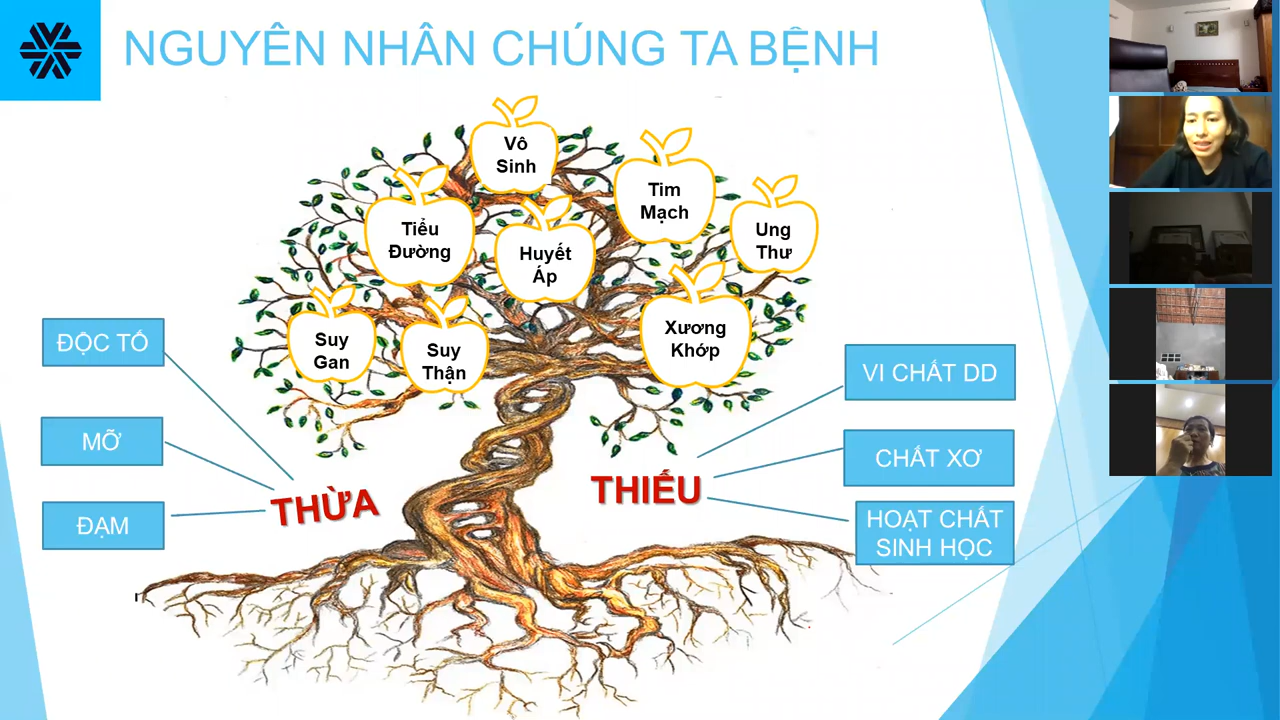 NGUYÊN NHÂN CHÚNG TA BỆNH
Vô
Sinh
Tim
Mạch
Tiểu
Đường
Ung
Thư
Huyết
Áp
Xương
Khớp
Suy
Gan
Suy
Thận
ĐỘC TỐ
MỠ
ĐẠM
THỪA
THIẾU
VI CHẤT DD
CHẤT XƠ
HOẠT CHẤT
SINH HỌC